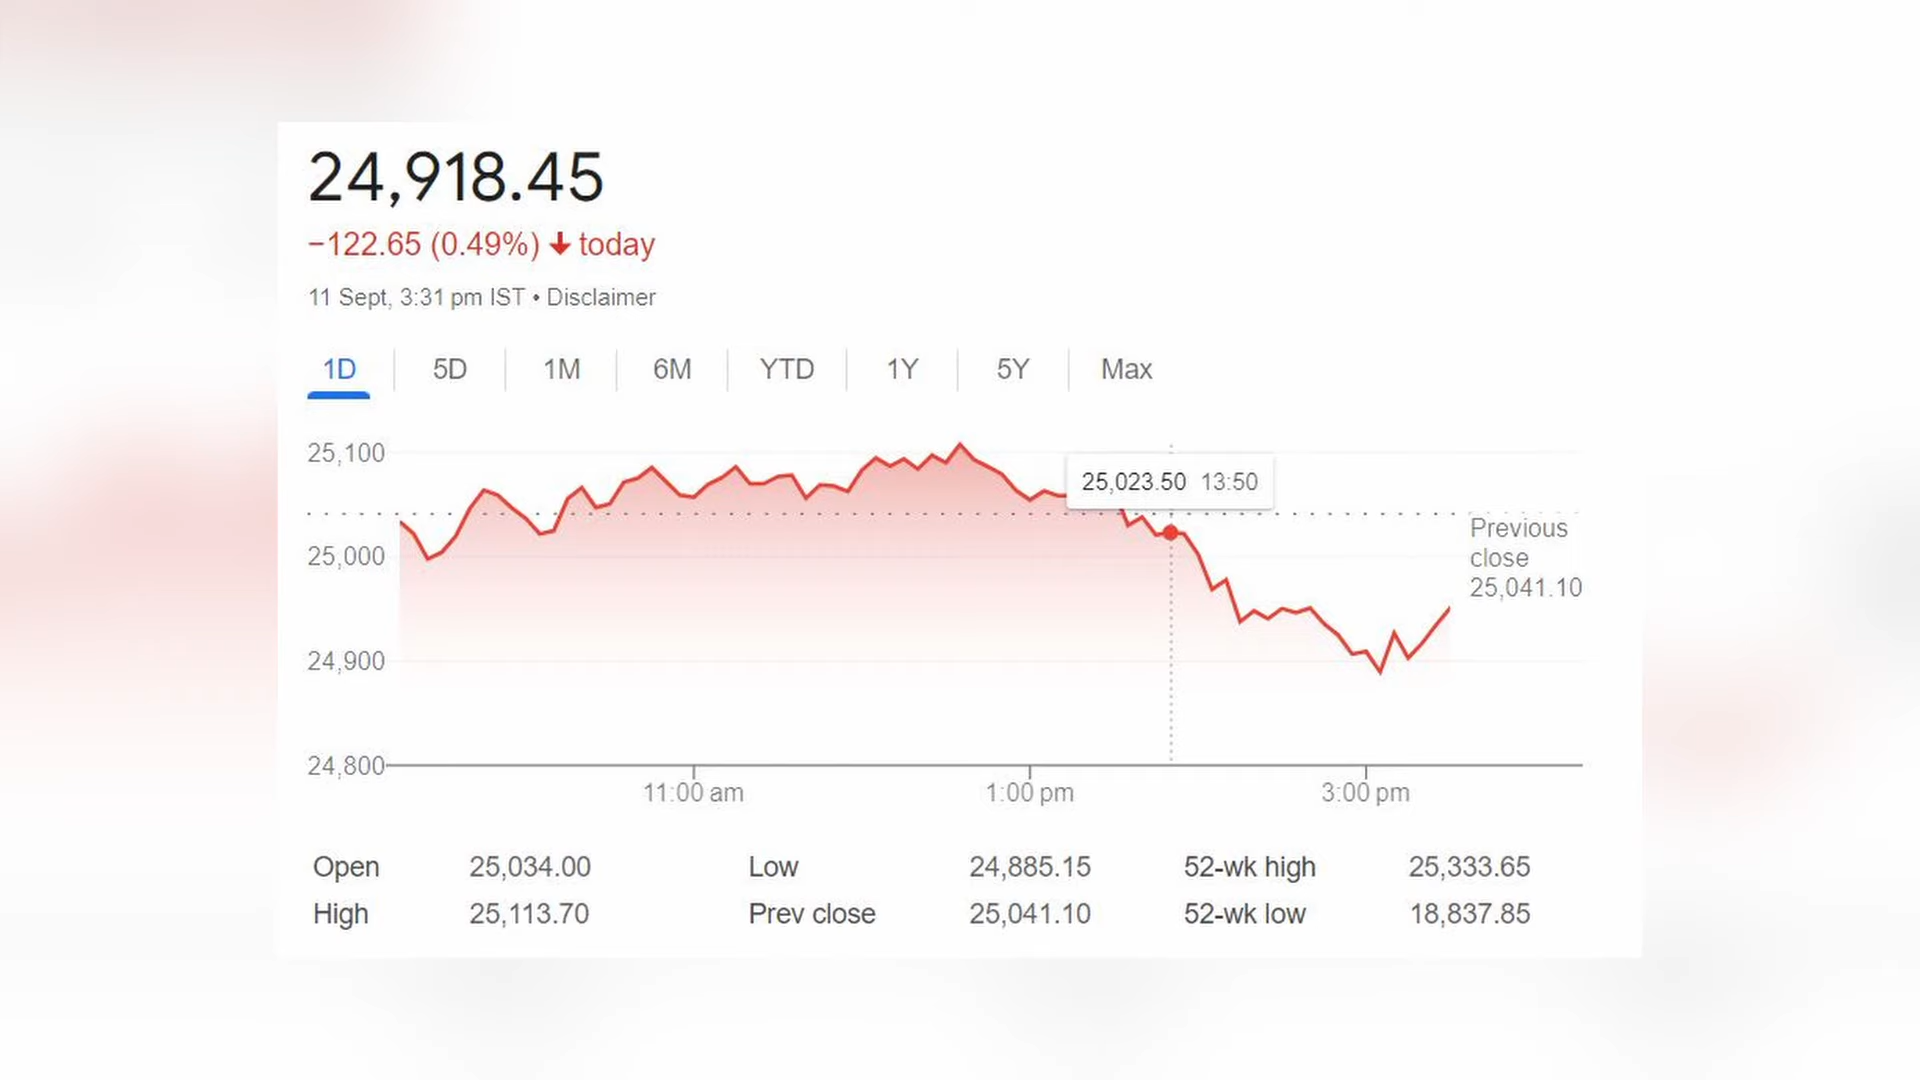 24,918.45
−122.65 (0.49%) ↓ today
11 Sept, 3:31 pm IST • Disclaimer
1D 5D 1M 6M YTD 1Y 5Y Max
25,100
25,023.50 13:50
Previous
close
25,041.10
25,000
24,900
24,800
11:00 am 1:00 pm 3:00 pm
Open 25,034.00 Low 24,885.15 52-wk high 25,333.65
High 25,113.70 Prev close 25,041.10 52-wk low 18,837.85